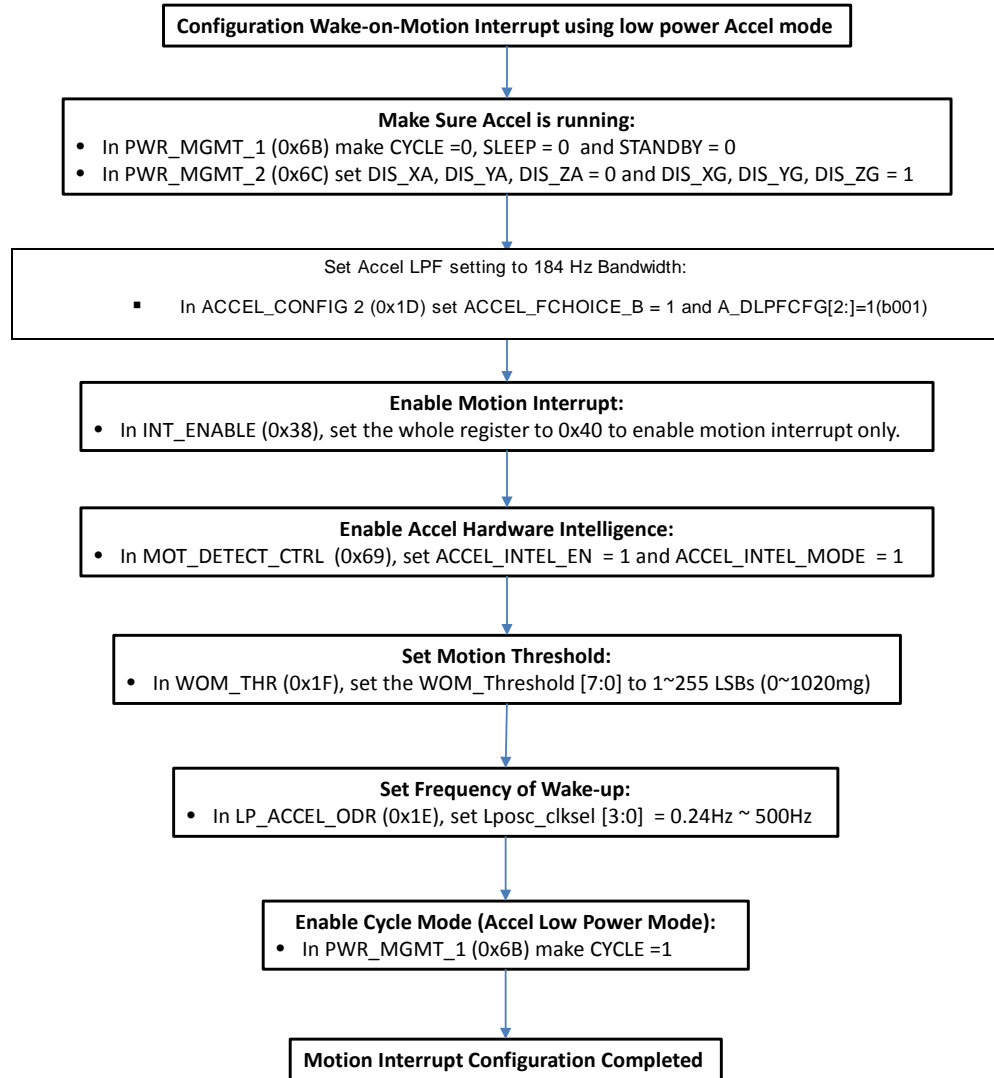 Configuration Wake-on-Motion Interrupt using low power Accel mode
Make Sure Accel is running:
• In PWR_MGMT_1 (0x6B) make CYCLE =0, SLEEP = 0 and STANDBY = 0
• In PWR_MGMT_2 (0x6C) set DIS_XA, DIS_YA, DIS_ZA = 0 and DIS_XG, DIS_YG, DIS_ZG = 1
Set Accel LPF setting to 184 Hz Bandwidth:
▪ In ACCEL_CONFIG 2 (0x1D) set ACCEL_FCHOICE_B = 1 and A_DLPFCFG[2:]=1(b001)
Enable Motion Interrupt:
• In INT_ENABLE (0x38), set the whole register to 0x40 to enable motion interrupt only.
Enable Accel Hardware Intelligence:
• In MOT_DETECT_CTRL (0x69), set ACCEL_INTEL_EN = 1 and ACCEL_INTEL_MODE = 1
Set Motion Threshold:
• In WOM_THR (0x1F), set the WOM_Threshold [7:0] to 1~255 LSBs (0~1020mg)
Set Frequency of Wake-up:
• In LP_ACCEL_ODR (0x1E), set Lposc_clksel [3:0] = 0.24Hz ~ 500Hz
Enable Cycle Mode (Accel Low Power Mode):
• In PWR_MGMT_1 (0x6B) make CYCLE =1
Motion Interrupt Configuration Completed